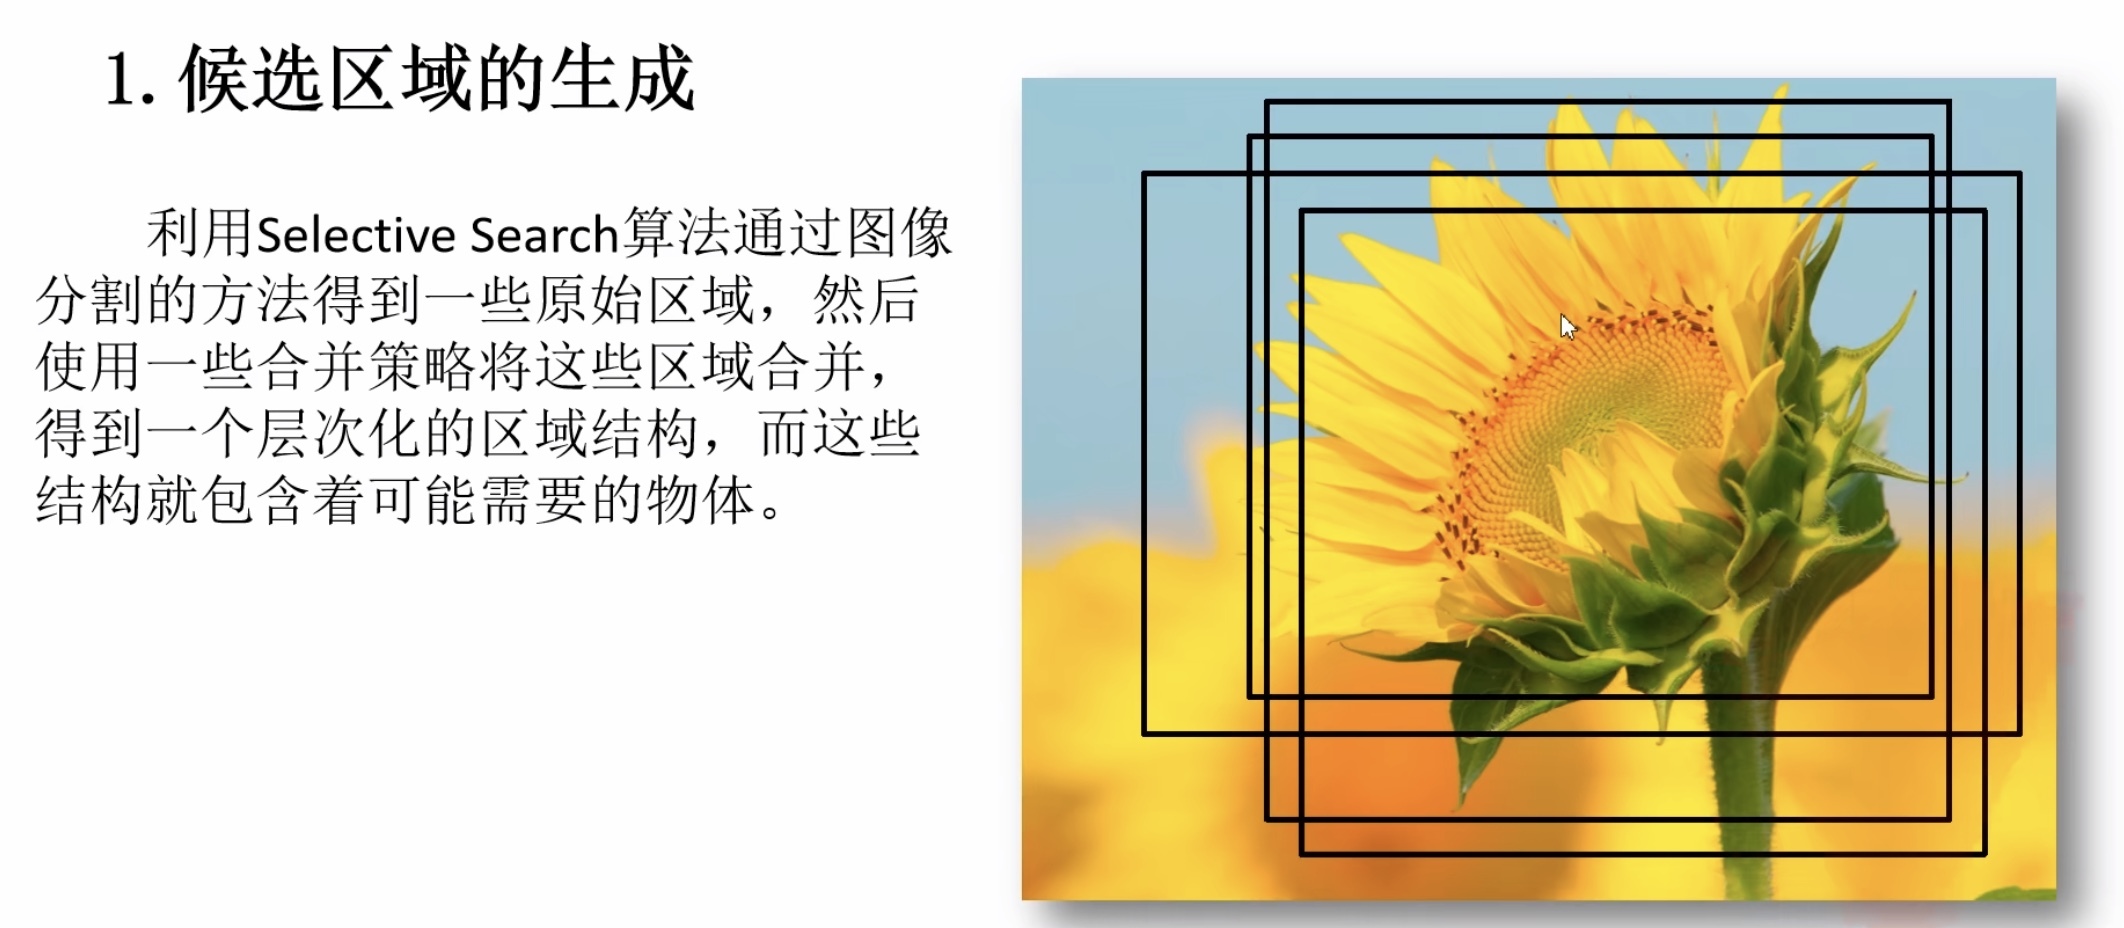 1. 候选区域的生成
利用Selective Search算法通过图像
分割的方法得到一些原始区域，然后
使用一些合并策略将这些区域合并，
得到一个层次化的区域结构，而这些
结构就包含着可能需要的物体。